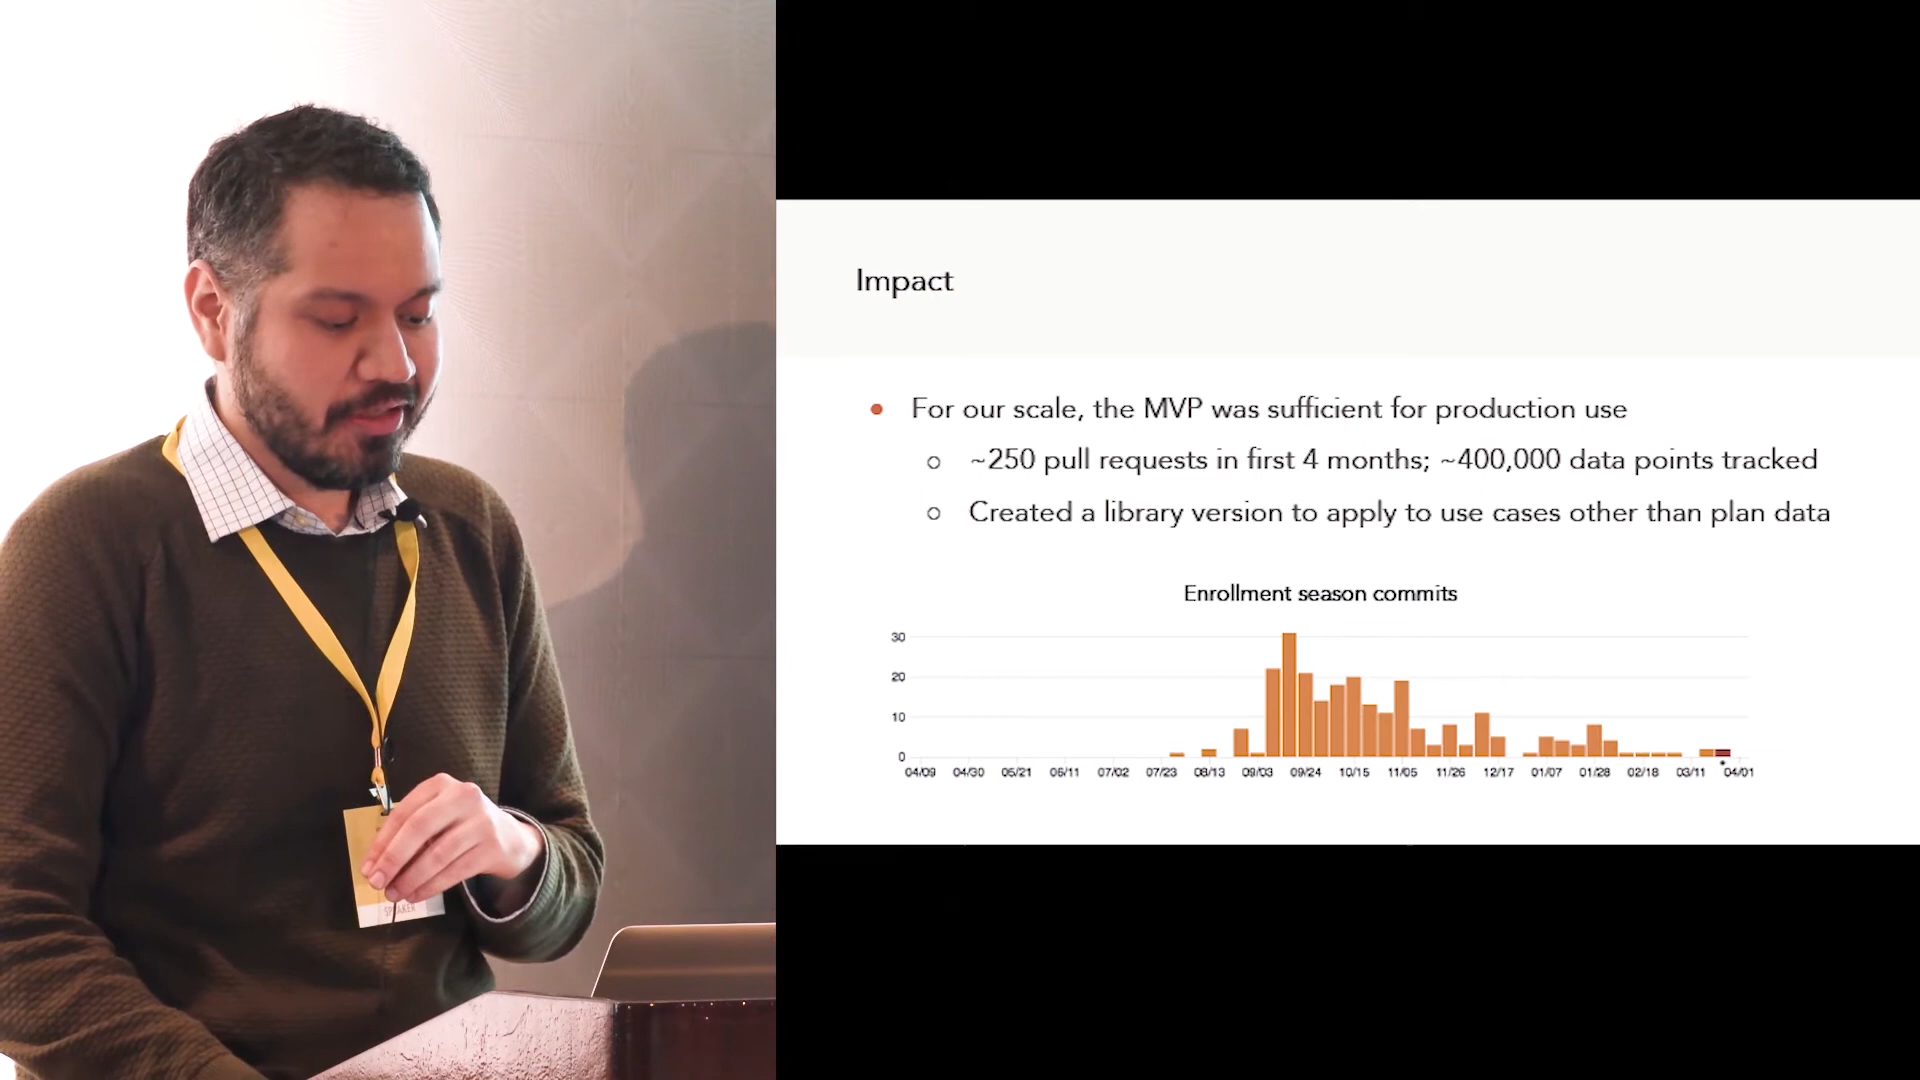 Impact
For our scale, the MVP was sufficient for production use
~250 pull requests in first 4 months; ~400,000 data points tracked
Created a library version to apply to use cases other than plan data
Enrollment season commits
30
20
10
0
04/09 04/30 05/21 06/11 07/02 07/23 08/13 09/03 09/24 10/15 11/05 11/26 12/17 01/07 01/28 02/18 03/11 04/01
SPEAKER